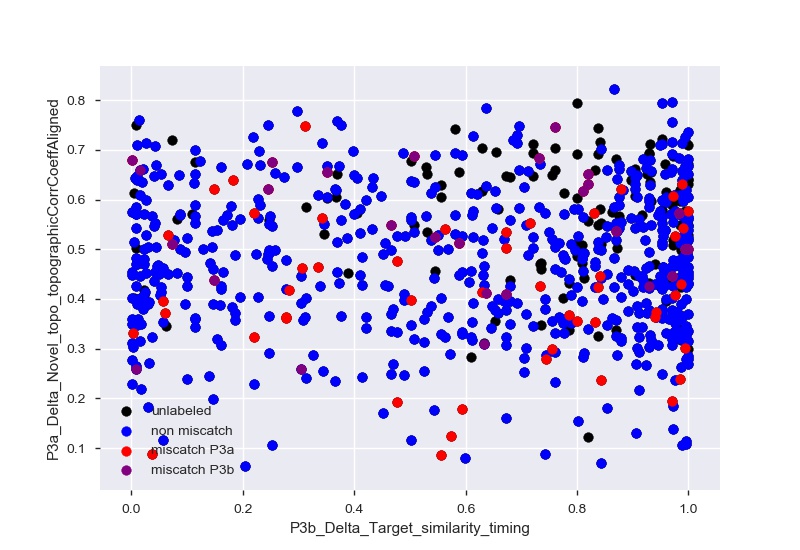 0.8
0.7
0.6
0.5
0.4
0.3
0.2
0.1
P3a_Delta_Novel_topo_topographicCorrCoeffAligned
unlabeled
non miscatch
miscatch P3a
miscatch P3b
0.0 0.2 0.4 0.6 0.8 1.0
P3b_Delta_Target_similarity_timing